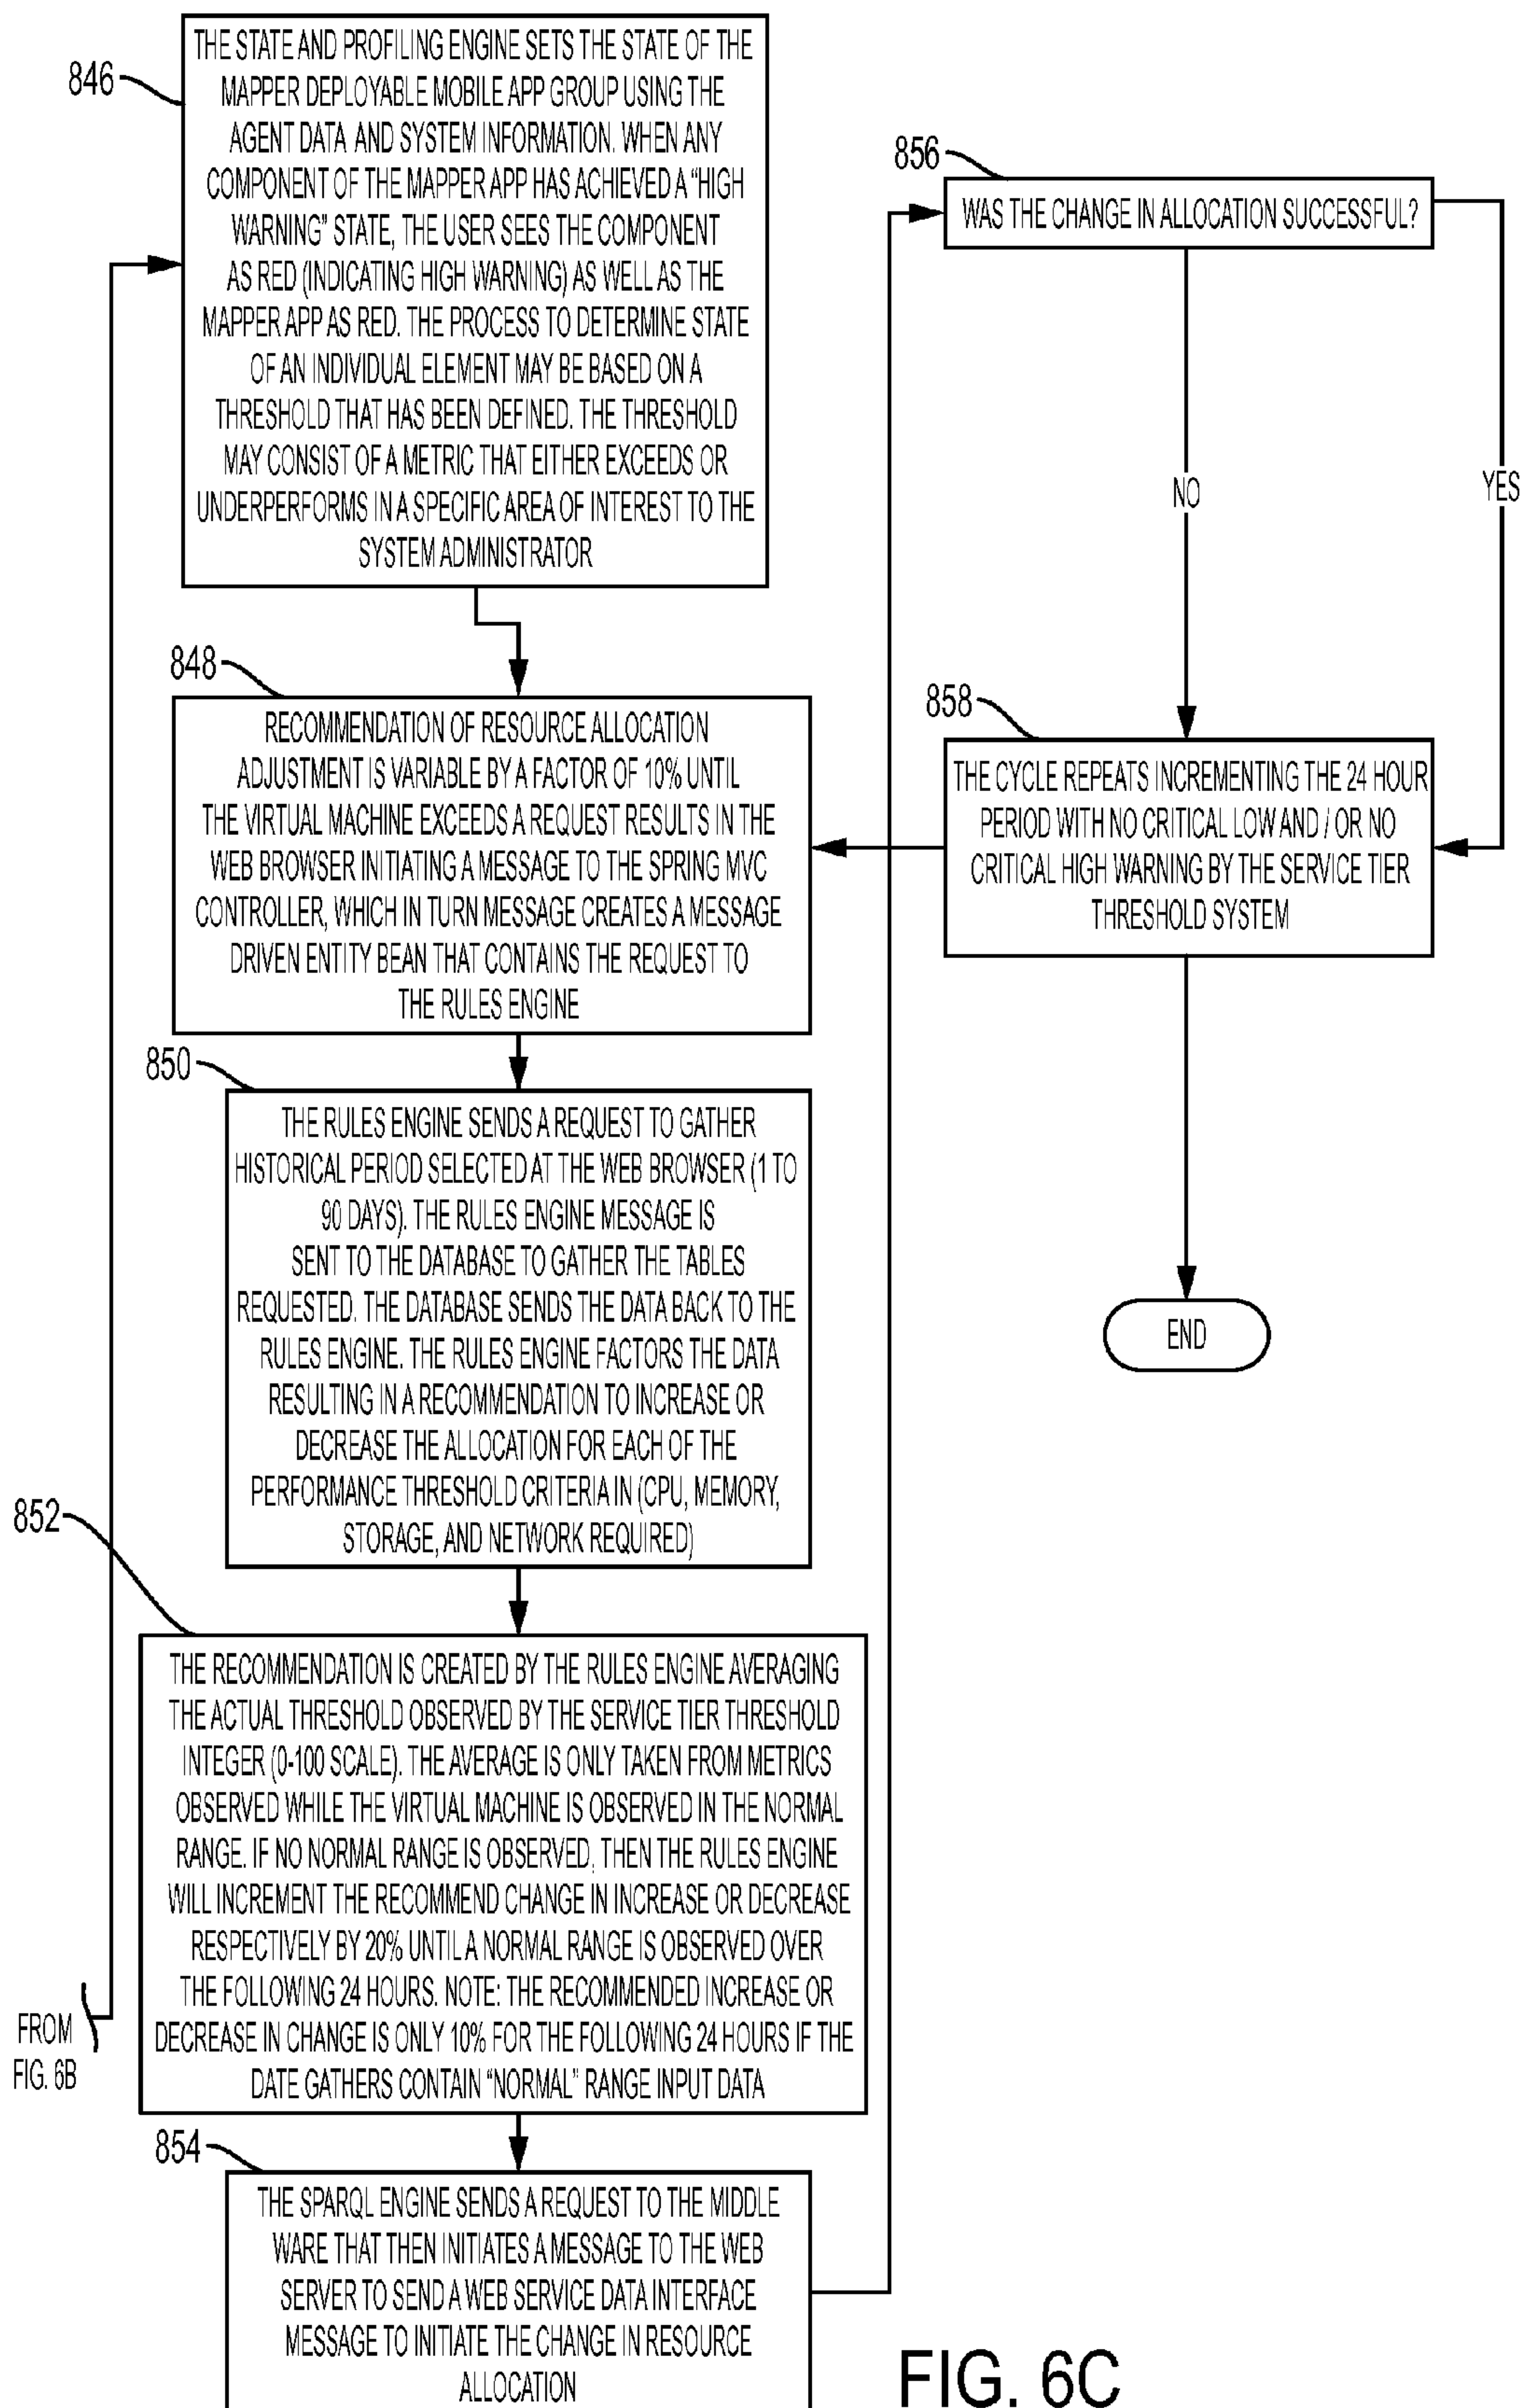 846
THE STATE AND PROFILING ENGINE SETS THE STATE OF THE
MAPPER DEPLOYABLE MOBILE APP GROUP USING THE
AGENT DATA AND SYSTEM INFORMATION. WHEN ANY
COMPONENT OF THE MAPPER APP HAS ACHIEVED A “HIGH
WARNING” STATE, THE USER SEES THE COMPONENT
AS RED (INDICATING HIGH WARNING) AS WELL AS THE
MAPPER APP AS RED. THE PROCESS TO DETERMINE STATE
OF AN INDIVIDUAL ELEMENT MAY BE BASED ON A
THRESHOLD THAT HAS BEEN DEFINED. THE THRESHOLD
MAY CONSIST OF A METRIC THAT EITHER EXCEEDS OR
UNDERPERFORMS IN A SPECIFIC AREA OF INTEREST TO THE
SYSTEM ADMINISTRATOR
848
RECOMMENDATION OF RESOURCE ALLOCATION
ADJUSTMENT IS VARIABLE BY A FACTOR OF 10% UNTIL
THE VIRTUAL MACHINE EXCEEDS A REQUEST RESULTS IN THE
WEB BROWSER INITIATING A MESSAGE TO THE SPRING MVC
CONTROLLER, WHICH IN TURN MESSAGE CREATES A MESSAGE
DRIVEN ENTITY BEAN THAT CONTAINS THE REQUEST TO
THE RULES ENGINE
850
THE RULES ENGINE SENDS A REQUEST TO GATHER
HISTORICAL PERIOD SELECTED AT THE WEB BROWSER (1 TO
90 DAYS). THE RULES ENGINE MESSAGE IS
SENT TO THE DATABASE TO GATHER THE TABLES
REQUESTED. THE DATABASE SENDS THE DATA BACK TO THE
RULES ENGINE. THE RULES ENGINE FACTORS THE DATA
RESULTING IN A RECOMMENDATION TO INCREASE OR
DECREASE THE ALLOCATION FOR EACH OF THE
PERFORMANCE THRESHOLD CRITERIA IN (CPU, MEMORY,
STORAGE, AND NETWORK REQUIRED)
852
THE RECOMMENDATION IS CREATED BY THE RULES ENGINE AVERAGING
THE ACTUAL THRESHOLD OBSERVED BY THE SERVICE TIER THRESHOLD
INTEGER (0-100 SCALE). THE AVERAGE IS ONLY TAKEN FROM METRICS
OBSERVED WHILE THE VIRTUAL MACHINE IS OBSERVED IN THE NORMAL
RANGE. IF NO NORMAL RANGE IS OBSERVED, THEN THE RULES ENGINE
WILL INCREMENT THE RECOMMEND CHANGE IN INCREASE OR DECREASE
RESPECTIVELY BY 20% UNTIL A NORMAL RANGE IS OBSERVED OVER
THE FOLLOWING 24 HOURS. NOTE: THE RECOMMENDED INCREASE OR
DECREASE IN CHANGE IS ONLY 10% FOR THE FOLLOWING 24 HOURS IF THE
DATE GATHERS CONTAIN “NORMAL” RANGE INPUT DATA
FROM
FIG. 6B
854
THE SPARQL ENGINE SENDS A REQUEST TO THE MIDDLE
WARE THAT THEN INITIATES A MESSAGE TO THE WEB
SERVER TO SEND A WEB SERVICE DATA INTERFACE
MESSAGE TO INITIATE THE CHANGE IN RESOURCE
ALLOCATION
856
WAS THE CHANGE IN ALLOCATION SUCCESSFUL?
NO
YES
858
THE CYCLE REPEATS INCREMENTING THE 24 HOUR
PERIOD WITH NO CRITICAL LOW AND / OR NO
CRITICAL HIGH WARNING BY THE SERVICE TIER
THRESHOLD SYSTEM
END
FIG. 6C